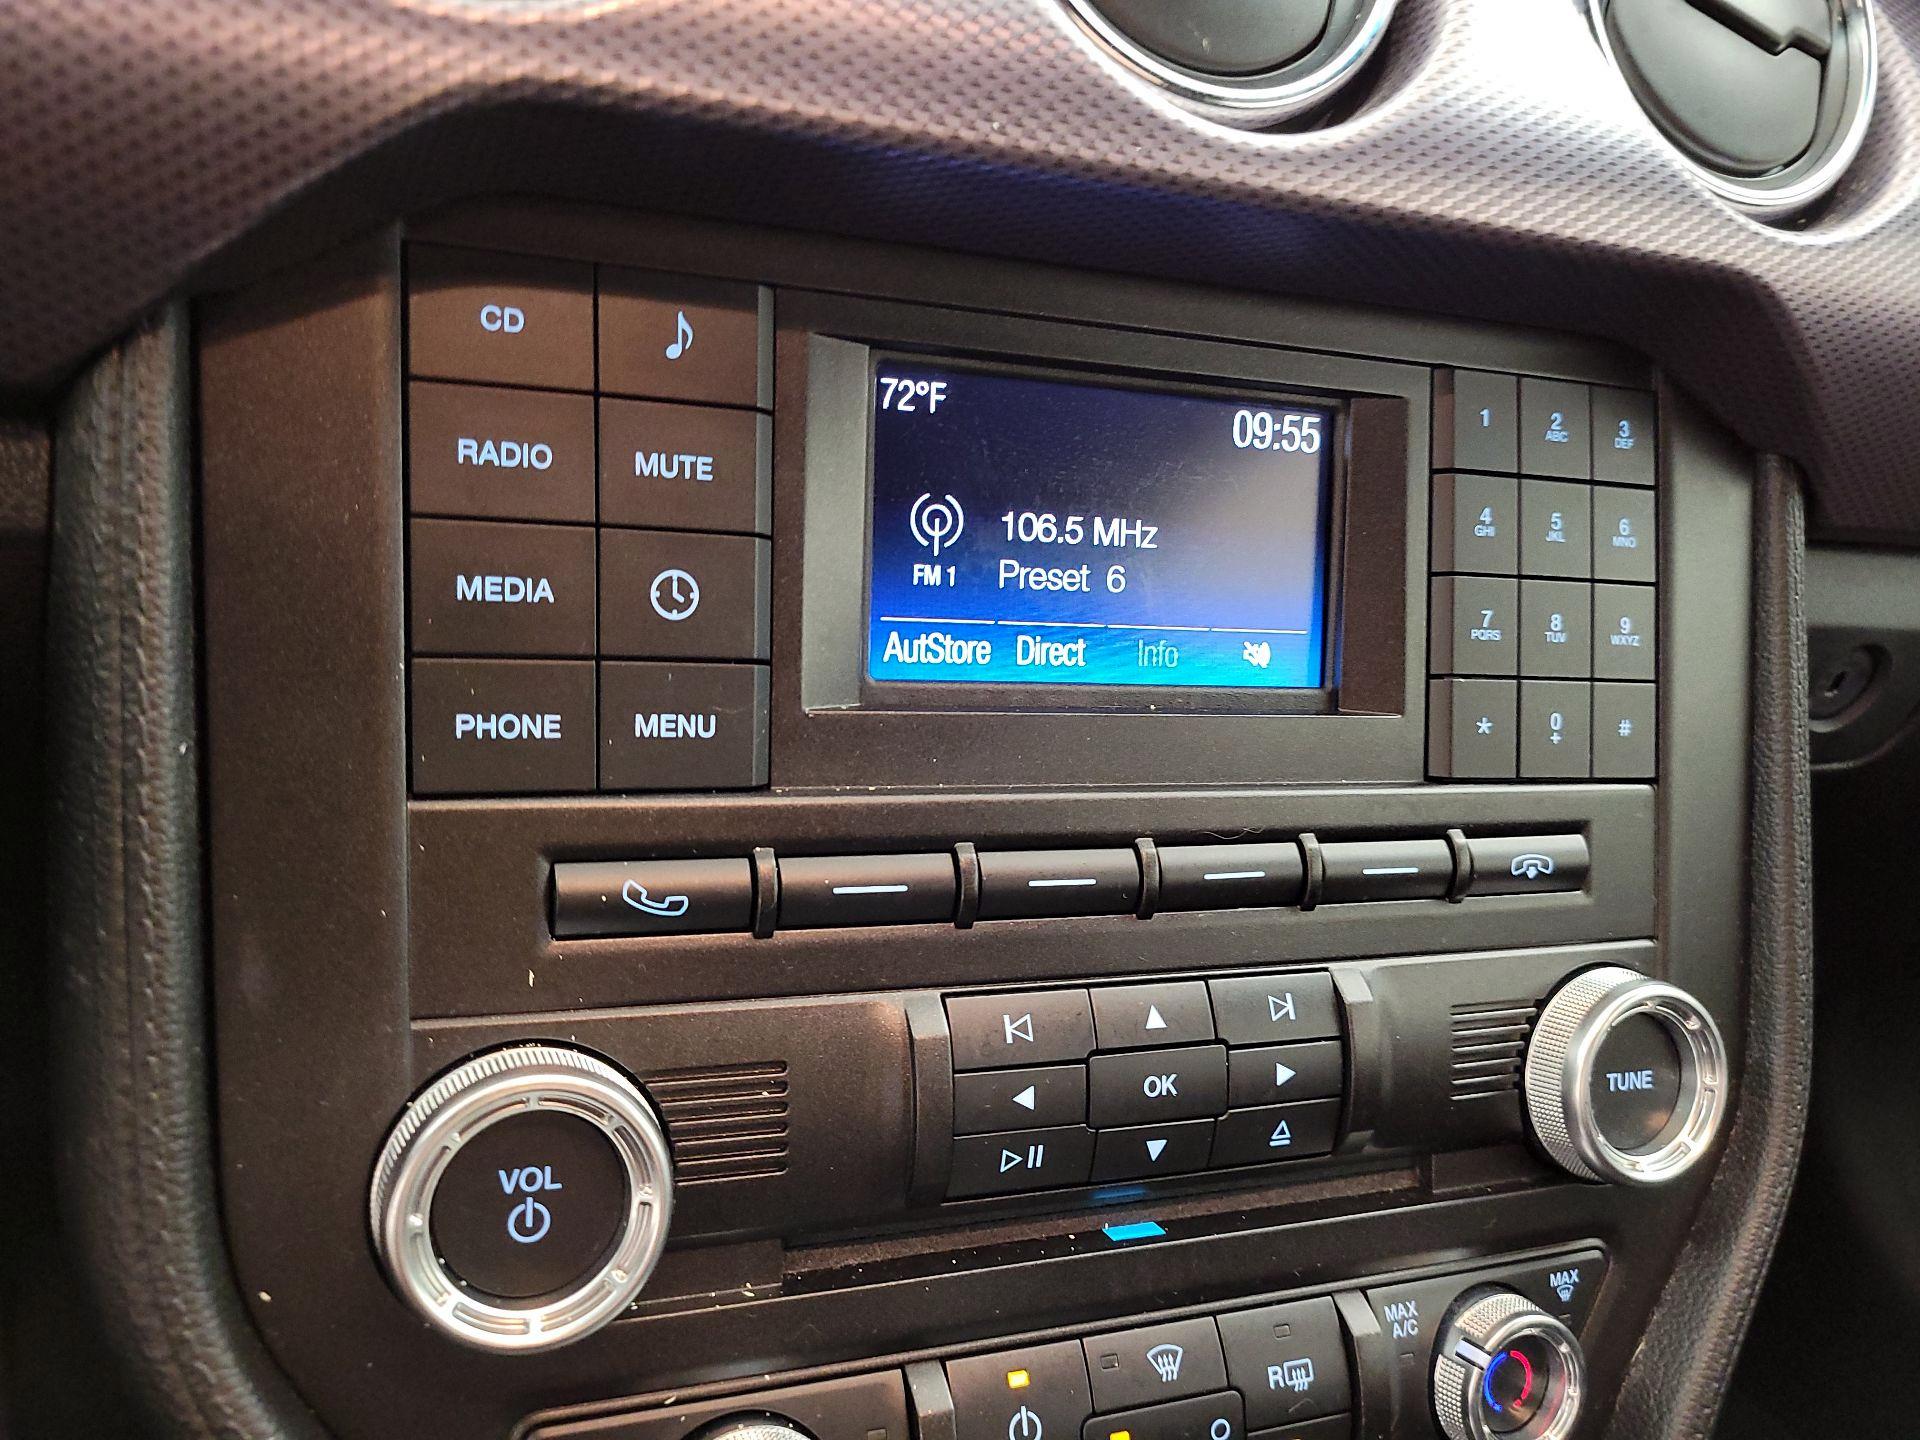 CD
RADIO
MUTE
MEDIA
PHONE
MENU
72°F
09:55
106.5 MHz
FM 1
Preset 6
AutStore
Direct
Info
1
2
ABC
3
DEF
4
GHI
5
JKL
6
MNO
7
PQRS
8
TUV
9
WXYZ
*
0
+
#
OK
VOL
TUNE
MAX
A/C
MAX
R